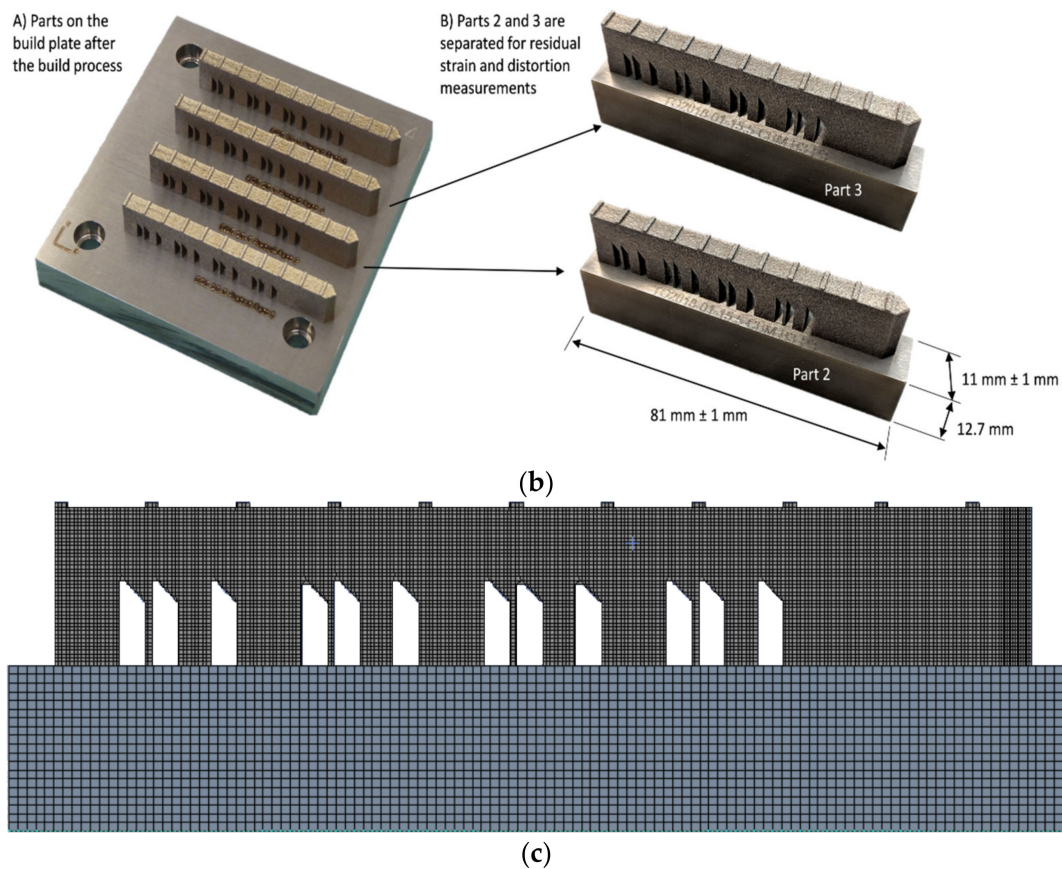 A) Parts on the
build plate after
the build process
B) Parts 2 and 3 are
separated for residual
strain and distortion
measurements
Part 3
Part 2
11 mm ± 1 mm
81 mm ± 1 mm
12.7 mm
(b)
(c)